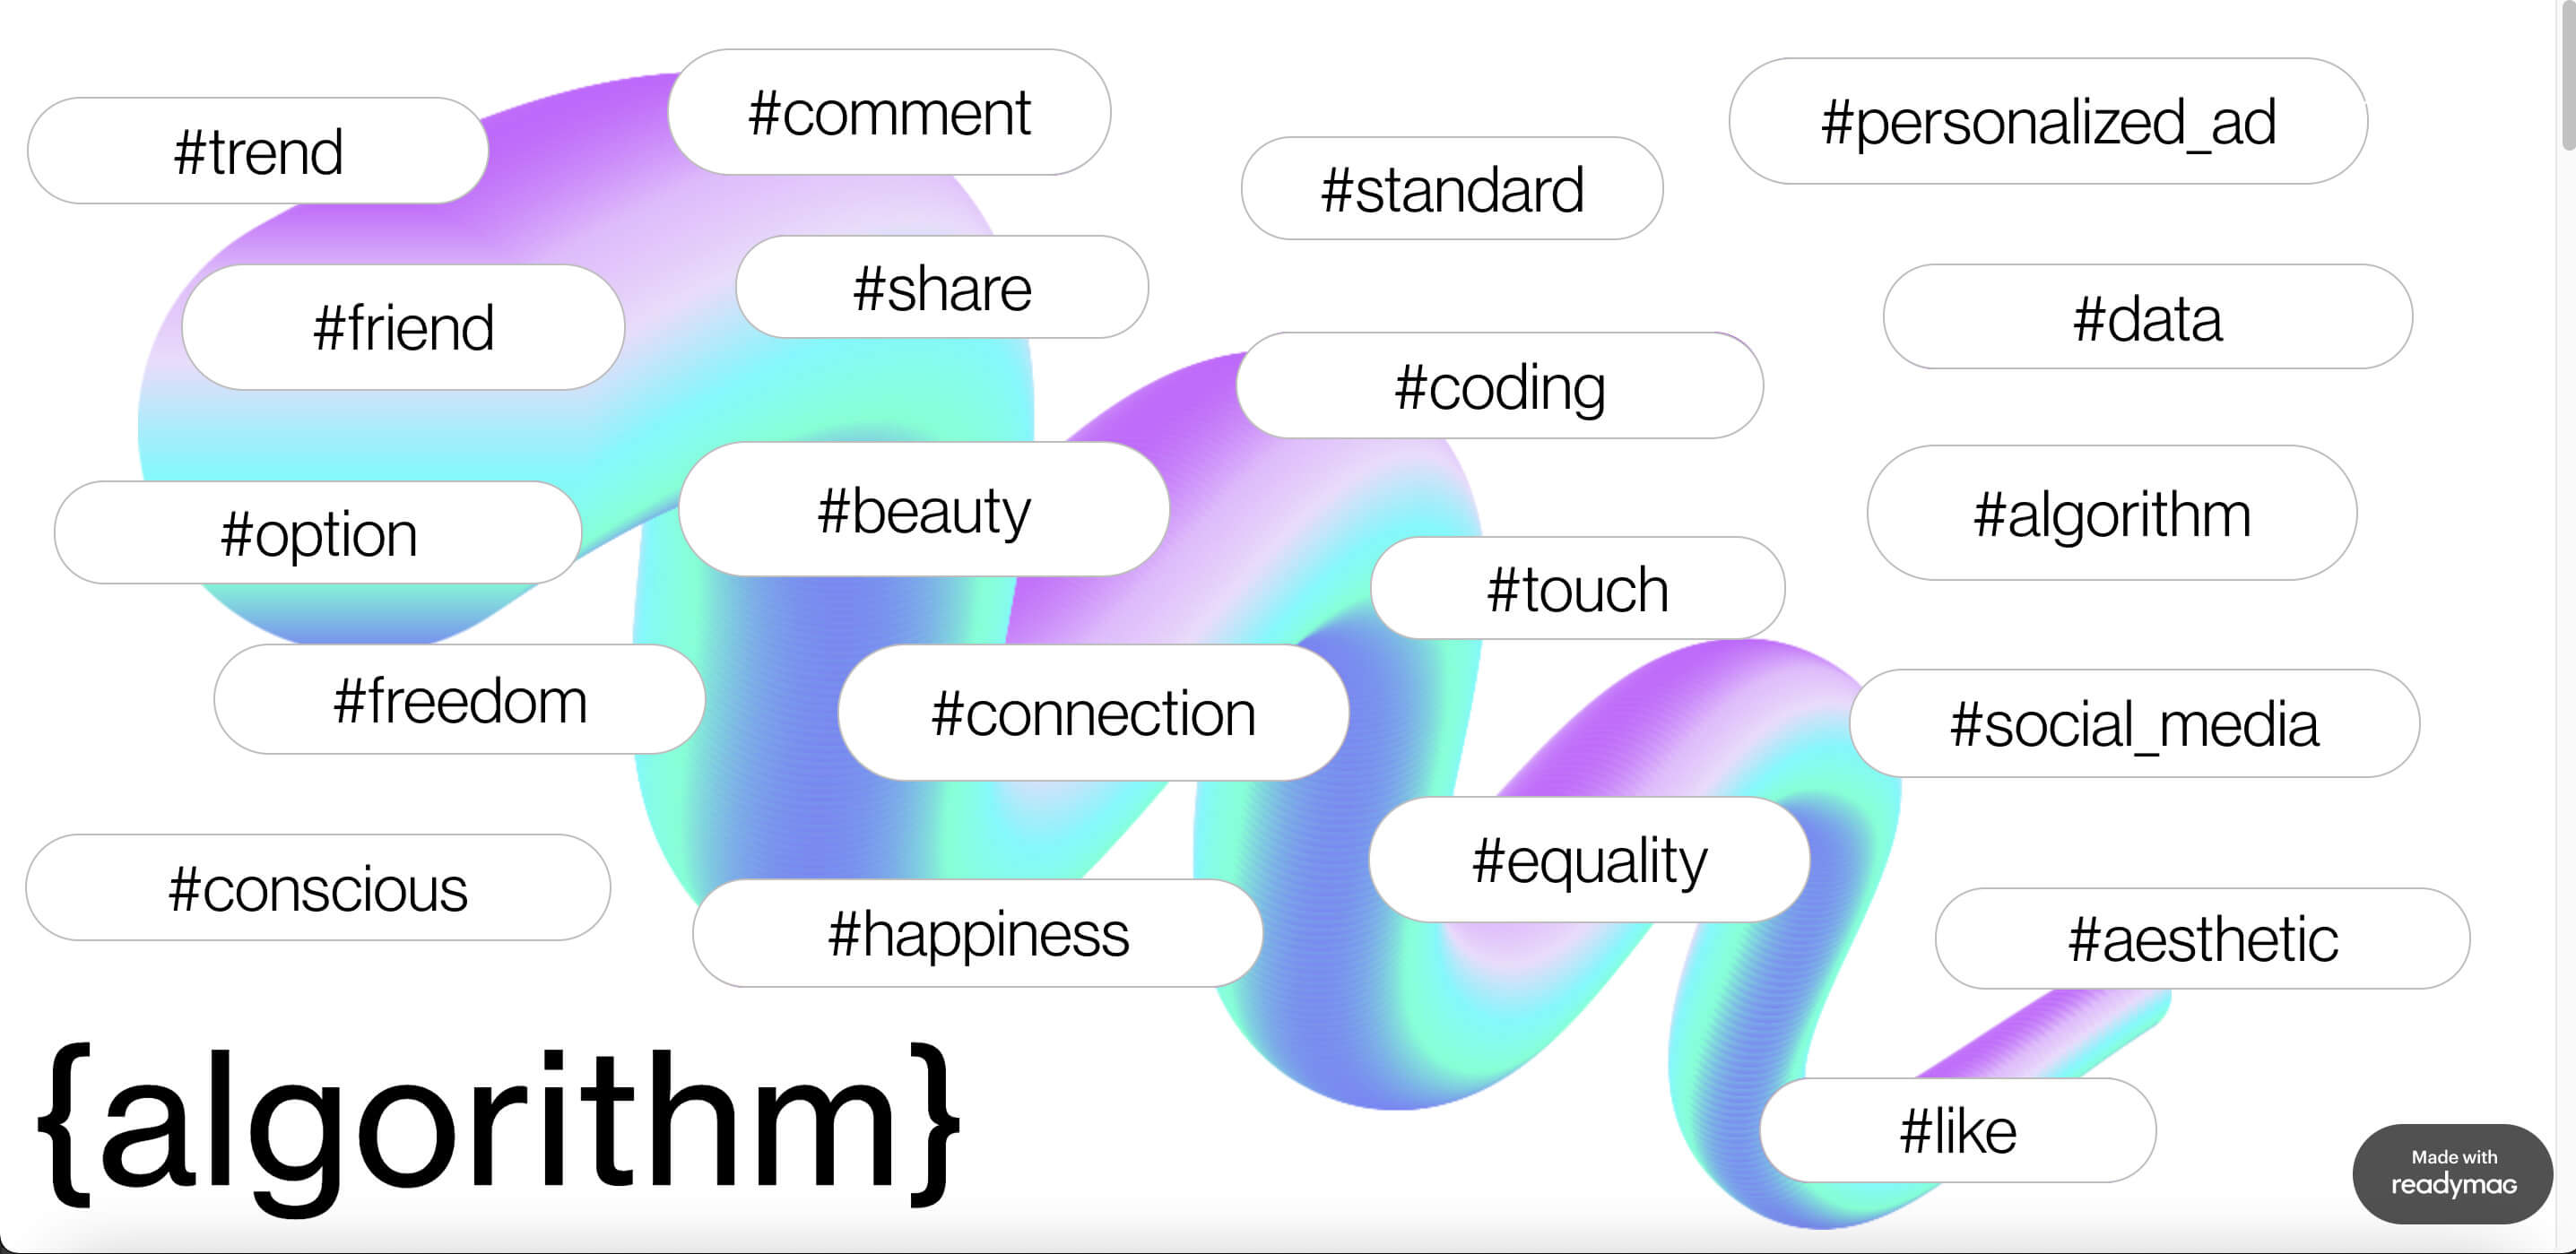 #comment
#personalized_ad
#trend
#standard
#share
#data
#friend
#coding
#beauty
#algorithm
#option
#touch
#freedom
#connection
#social_media
#equality
#conscious
#happiness
#aesthetic
{algorithm}
#like
Made with
readymag